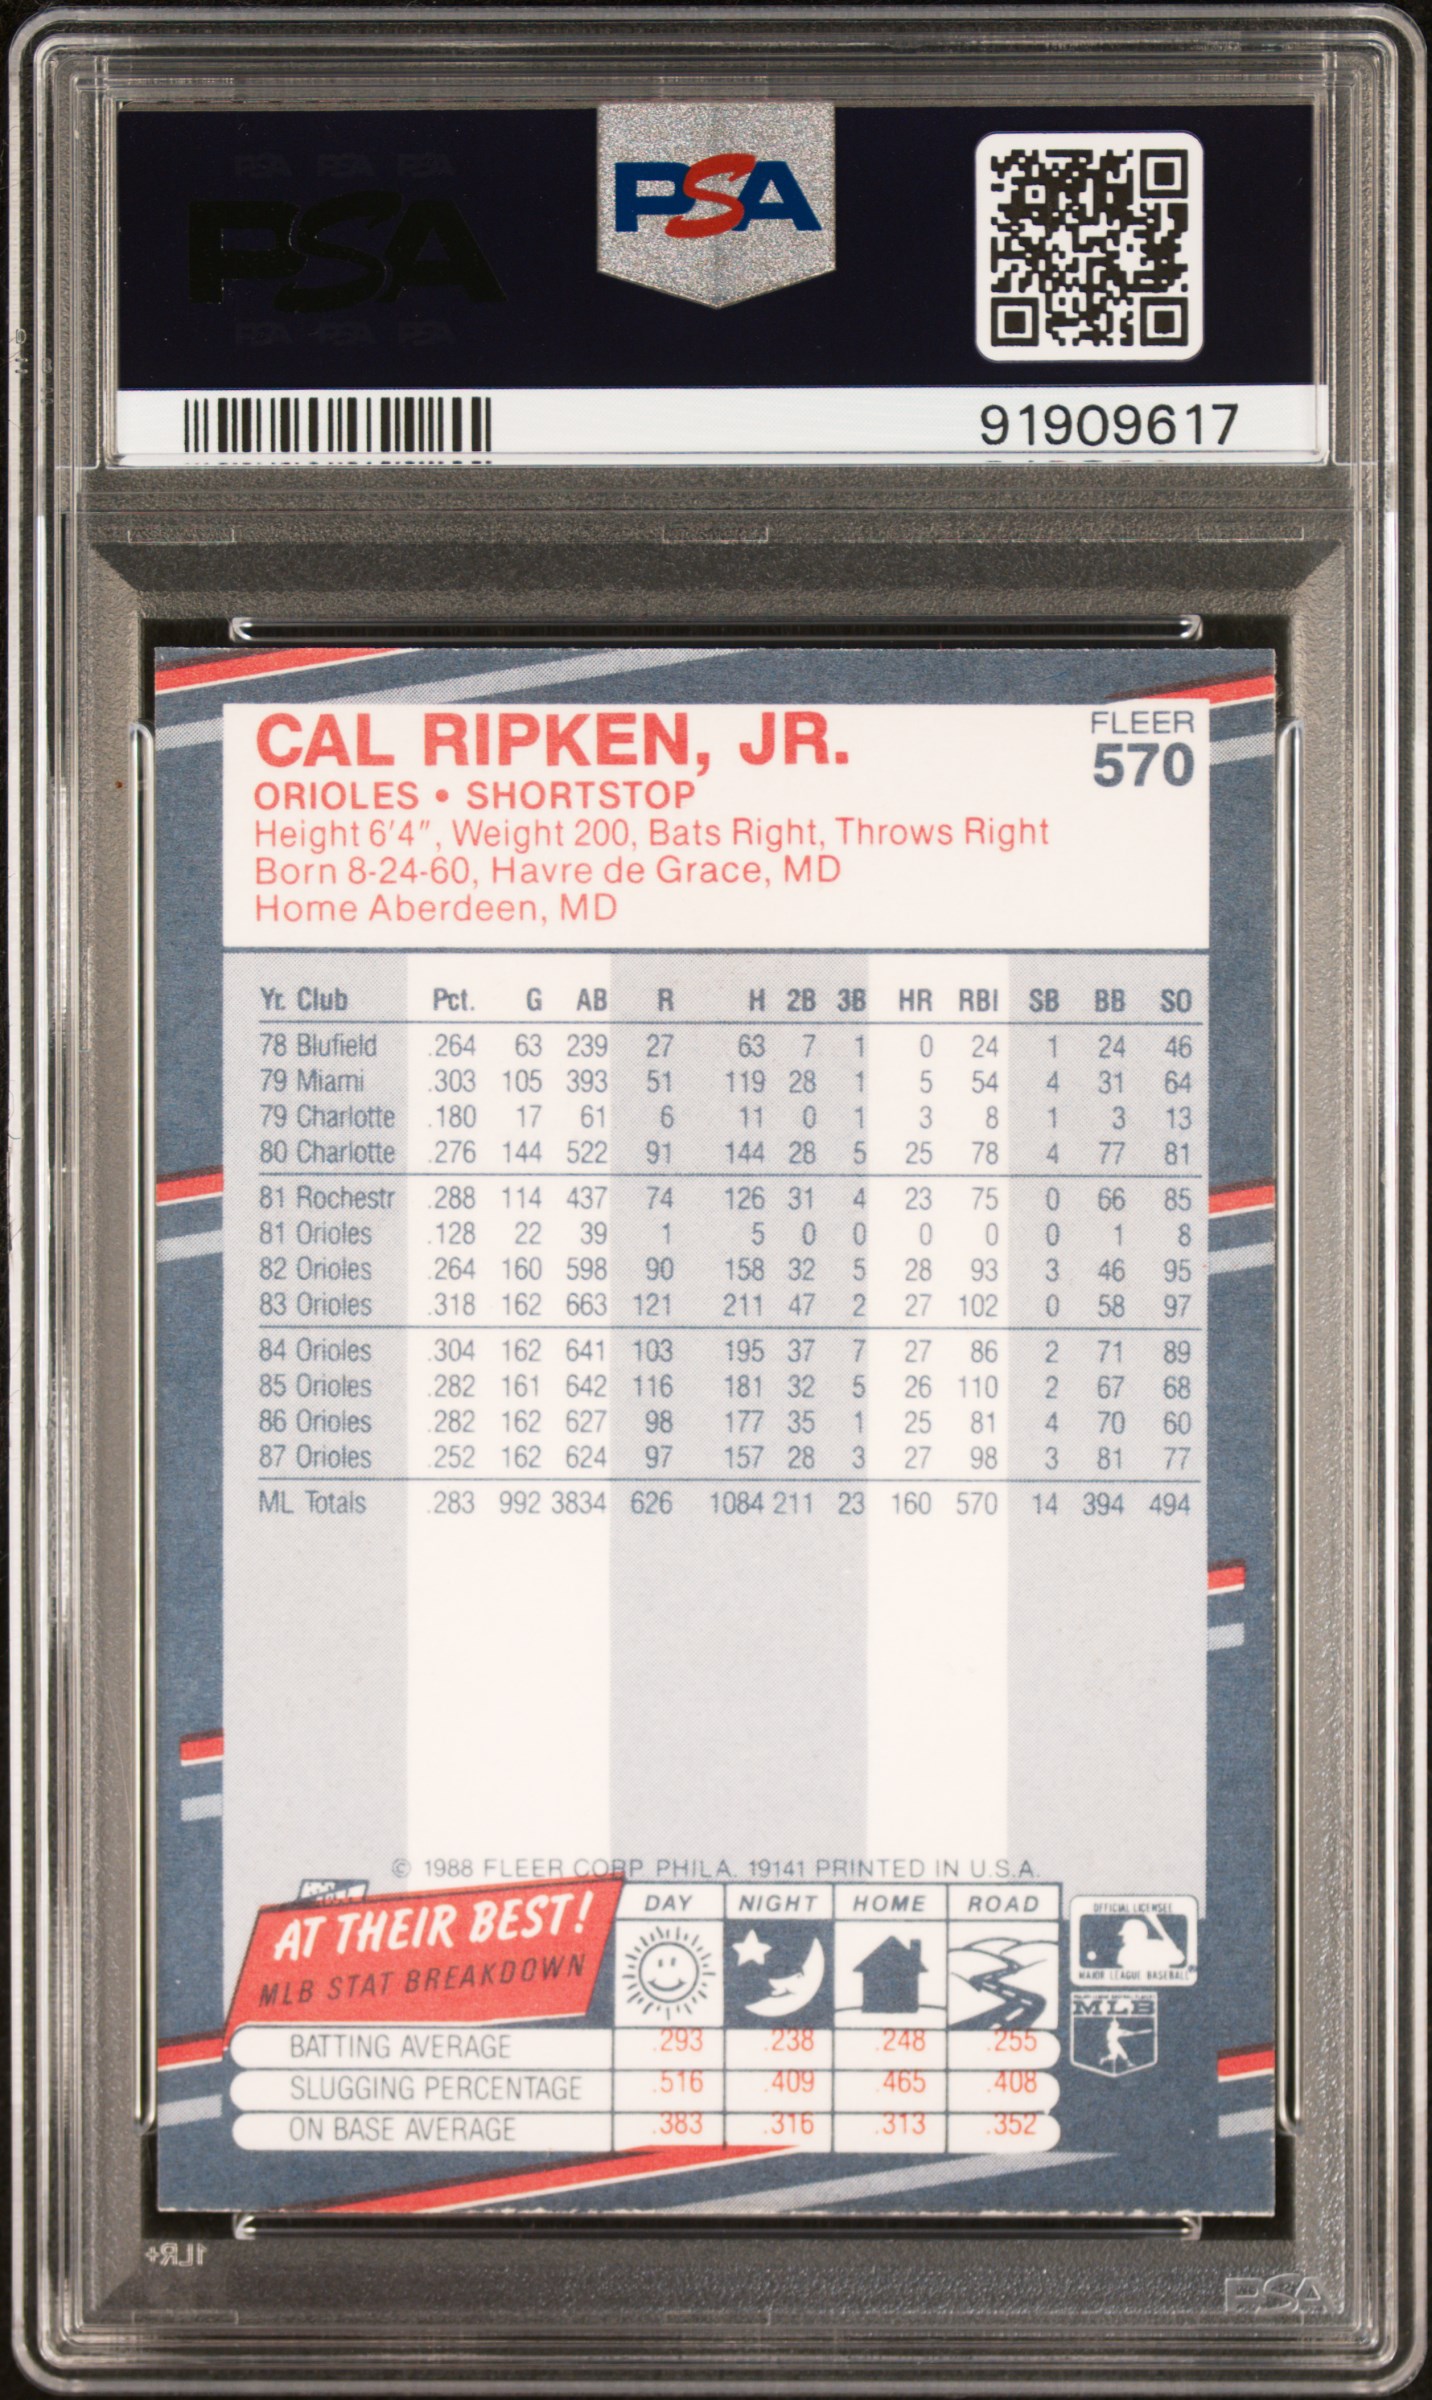 PSA PSA PSA
PSA
PSA PSA PSA
PSA
91909617
CAL RIPKEN, JR.
FLEER
570
ORIOLES • SHORTSTOP
Height 6'4", Weight 200, Bats Right, Throws Right
Born 8-24-60, Havre de Grace, MD
Home Aberdeen, MD
Yr. Club Pct. G AB R H 2B 3B HR RBI SB BB SO
78 Blufield .264 63 239 27 63 7 1 0 24 1 24 46
79 Miami .303 105 393 51 119 28 1 5 54 4 31 64
79 Charlotte .180 17 61 6 11 0 1 3 8 1 3 13
80 Charlotte .276 144 522 91 144 28 5 25 78 4 77 81
81 Rochestr .288 114 437 74 126 31 4 23 75 0 66 85
81 Orioles .128 22 39 1 5 0 0 0 0 0 1 8
82 Orioles .264 160 598 90 158 32 5 28 93 3 46 95
83 Orioles .318 162 663 121 211 47 2 27 102 0 58 97
84 Orioles .304 162 641 103 195 37 7 27 86 2 71 89
85 Orioles .282 161 642 116 181 32 5 26 110 2 67 68
86 Orioles .282 162 627 98 177 35 1 25 81 4 70 60
87 Orioles .252 162 624 97 157 28 3 27 98 3 81 77
ML Totals .283 992 3834 626 1084 211 23 160 570 14 394 494
© 1988 FLEER CORP PHILA. 19141 PRINTED IN U.S.A.
AT THEIR BEST!
MLB STAT BREAKDOWN
DAY NIGHT HOME ROAD
OFFICIAL LICENSEE
MAJOR LEAGUE BASEBALL
MLB
BATTING AVERAGE .293 .238 .248 .255
SLUGGING PERCENTAGE .516 .409 .465 .408
ON BASE AVERAGE .383 .316 .313 .352
1LR+
PSA